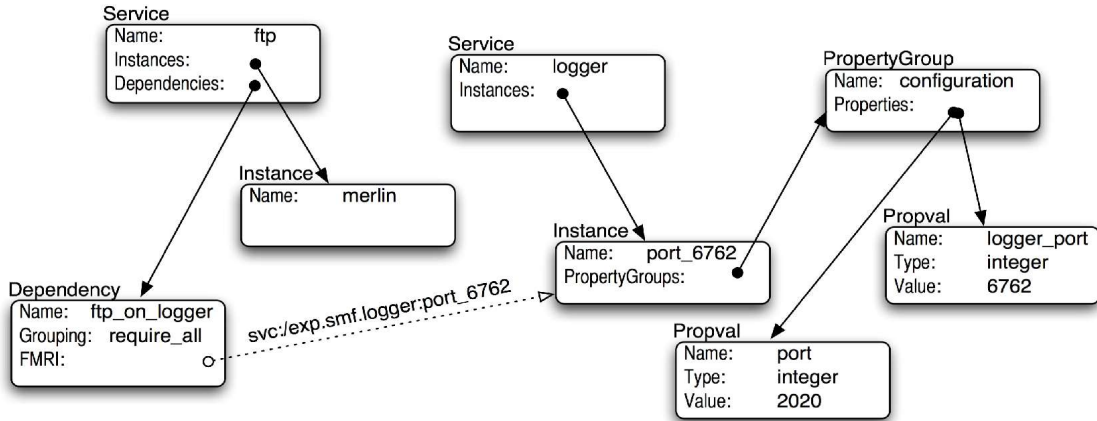 Service
Name: ftp
Instances:
Dependencies:
Service
Name: logger
Instances:
PropertyGroup
Name: configuration
Properties:
Instance
Name: merlin
Instance
Name: port_6762
PropertyGroups:
Propval
Name: logger_port
Type: integer
Value: 6762
Dependency
Name: ftp_on_logger
Grouping: require_all
FMRI:
svc:/exp.smf.logger:port_6762
Propval
Name: port
Type: integer
Value: 2020